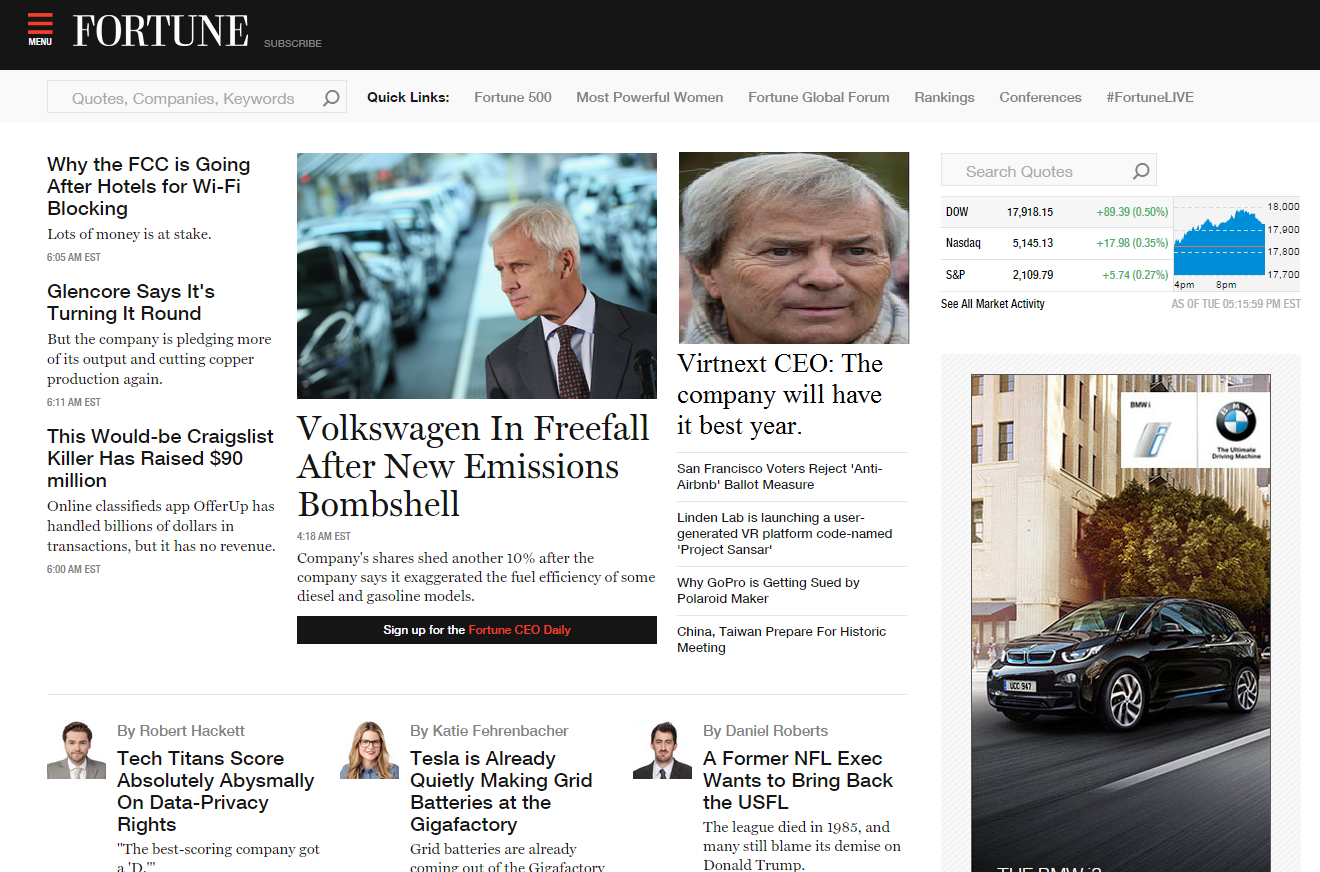 MENU
FORTUNE
SUBSCRIBE
Quotes, Companies, Keywords
Quick Links:
Fortune 500
Most Powerful Women
Fortune Global Forum
Rankings
Conferences
#FortuneLIVE
Why the FCC is Going
After Hotels for Wi-Fi
Blocking
Lots of money is at stake.
6:05 AM EST
Glencore Says It's
Turning It Round
But the company is pledging more
of its output and cutting copper
production again.
6:11 AM EST
This Would-be Craigslist
Killer Has Raised $90
million
Online classifieds app OfferUp has
handled billions of dollars in
transactions, but it has no revenue.
6:00 AM EST
Volkswagen In Freefall
After New Emissions
Bombshell
4:18 AM EST
Company's shares shed another 10% after the
company says it exaggerated the fuel efficiency of some
diesel and gasoline models.
Sign up for the Fortune CEO Daily
Virtnext CEO: The
company will have
it best year.
San Francisco Voters Reject 'Anti-
Airbnb' Ballot Measure
Linden Lab is launching a user-
generated VR platform code-named
'Project Sansar'
Why GoPro is Getting Sued by
Polaroid Maker
China, Taiwan Prepare For Historic
Meeting
Search Quotes
DOW 17,918.15 +89.39 (0.50%)
Nasdaq 5,145.13 +17.98 (0.35%)
S&P 2,109.79 +5.74 (0.27%)
18,000
17,900
17,800
17,700
4pm 8pm
See All Market Activity
AS OF TUE 05:15:59 PM EST
BMW i
BMW
The Ultimate
Driving Machine
UCC 947
THE BMW i3
By Robert Hackett
Tech Titans Score
Absolutely Abysmally
On Data-Privacy
Rights
"The best-scoring company got
a 'D.'"
By Katie Fehrenbacher
Tesla is Already
Quietly Making Grid
Batteries at the
Gigafactory
Grid batteries are already
coming out of the Gigafactory
By Daniel Roberts
A Former NFL Exec
Wants to Bring Back
the USFL
The league died in 1985, and
many still blame its demise on
Donald Trump.